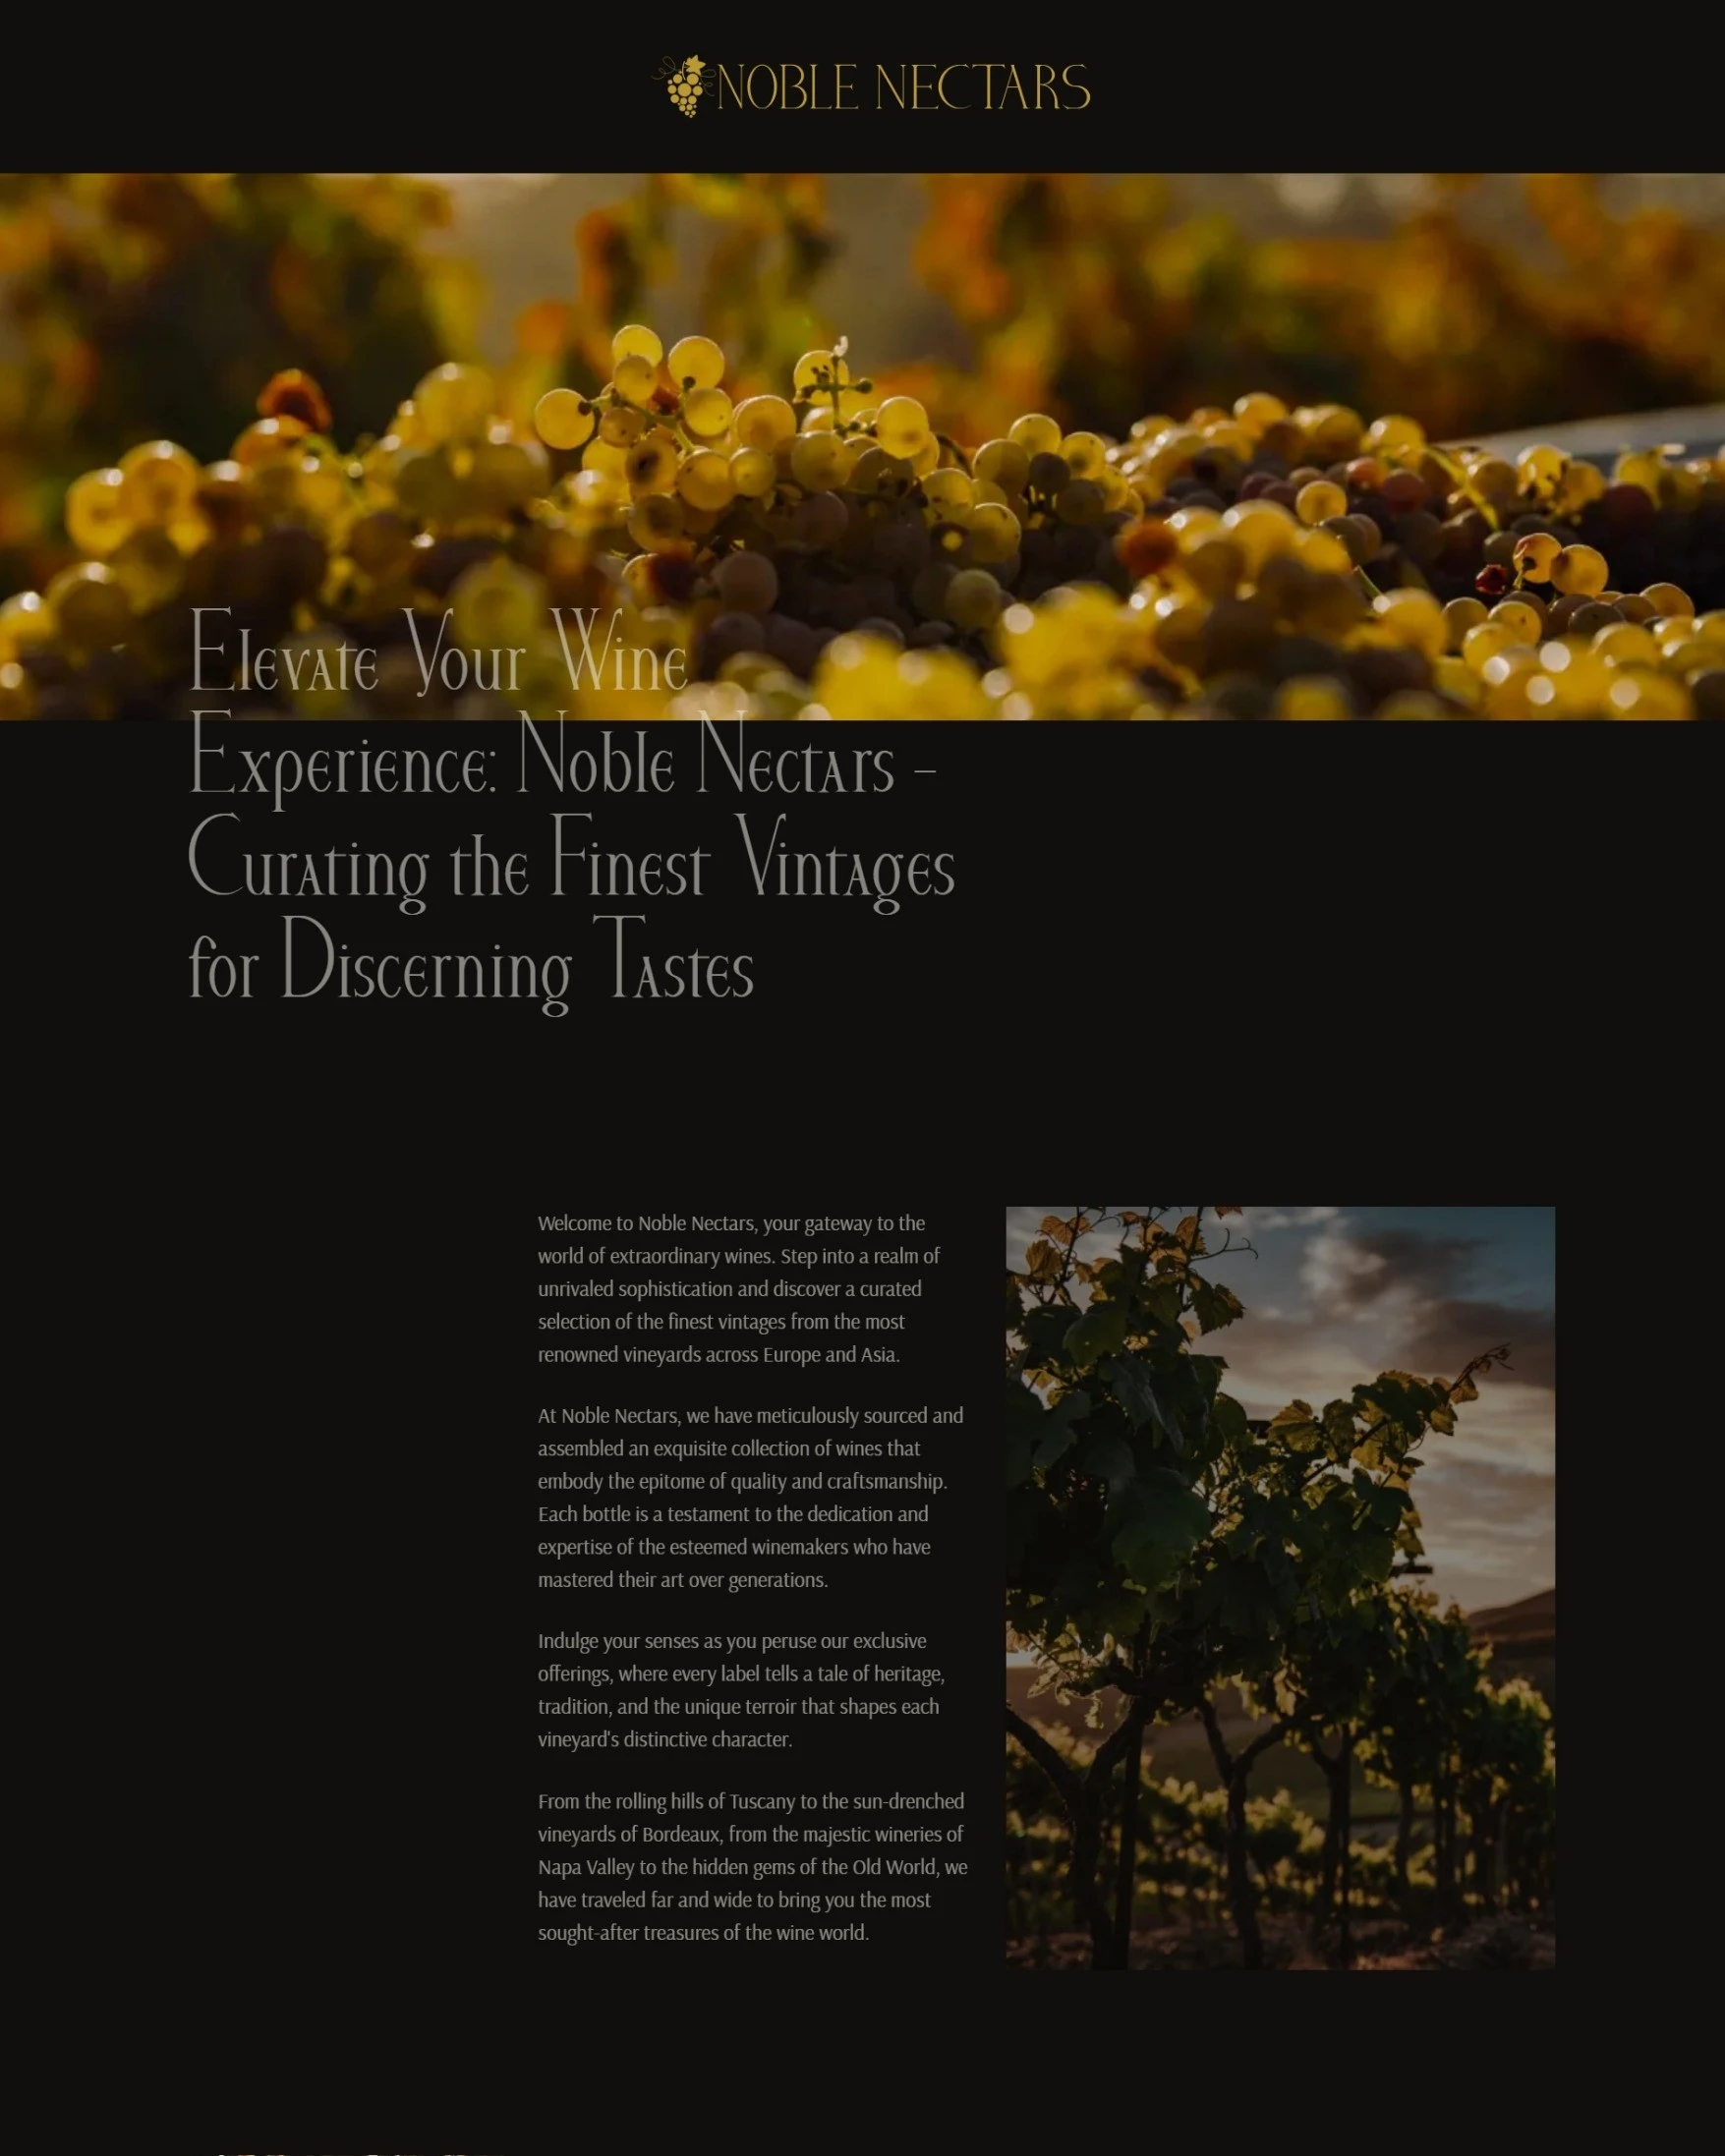 NOBLE NECTARS
Elevate Your Wine
Experience: Noble Nectars –
Curating the Finest Vintages
for Discerning Tastes
Welcome to Noble Nectars, your gateway to the
world of extraordinary wines. Step into a realm of
unrivaled sophistication and discover a curated
selection of the finest vintages from the most
renowned vineyards across Europe and Asia.
At Noble Nectars, we have meticulously sourced and
assembled an exquisite collection of wines that
embody the epitome of quality and craftsmanship.
Each bottle is a testament to the dedication and
expertise of the esteemed winemakers who have
mastered their art over generations.
Indulge your senses as you peruse our exclusive
offerings, where every label tells a tale of heritage,
tradition, and the unique terroir that shapes each
vineyard's distinctive character.
From the rolling hills of Tuscany to the sun-drenched
vineyards of Bordeaux, from the majestic wineries of
Napa Valley to the hidden gems of the Old World, we
have traveled far and wide to bring you the most
sought-after treasures of the wine world.